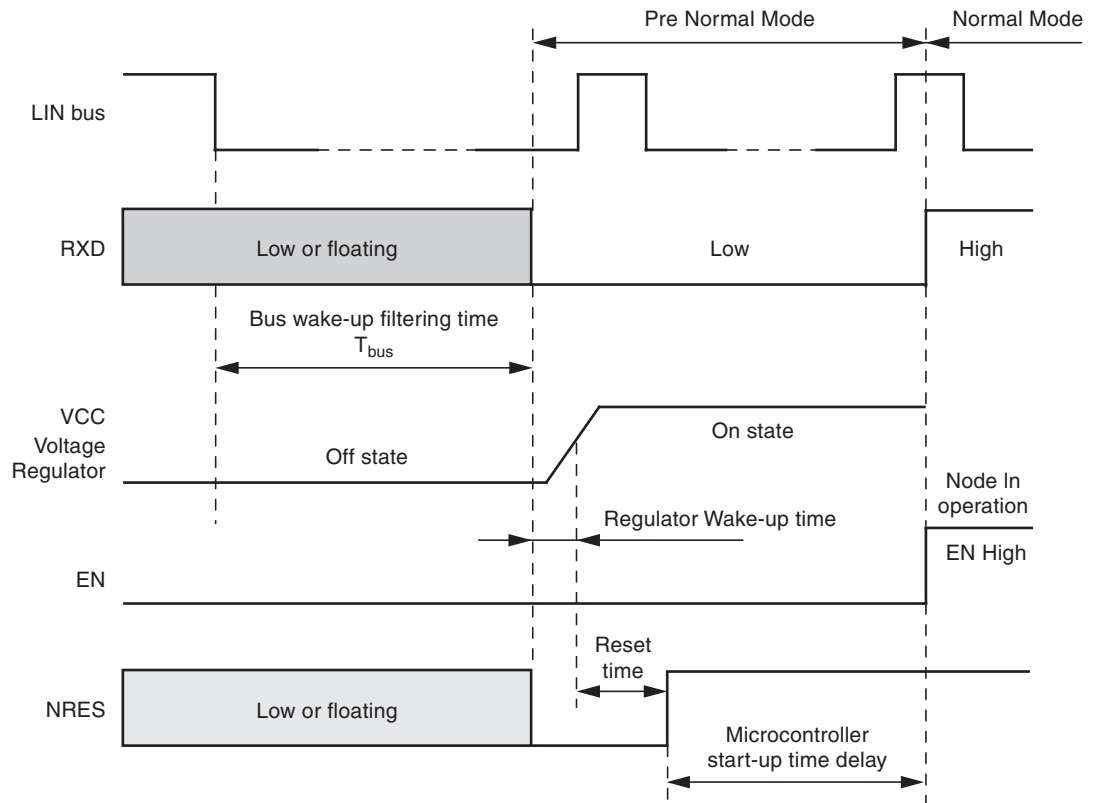 Pre Normal Mode
Normal Mode
LIN bus
RXD
Low or floating
Low
High
Bus wake-up filtering time
Tbus
VCC
Voltage
Regulator
Off state
On state
Node In
operation
Regulator Wake-up time
EN High
EN
Reset
time
NRES
Low or floating
Microcontroller
start-up time delay